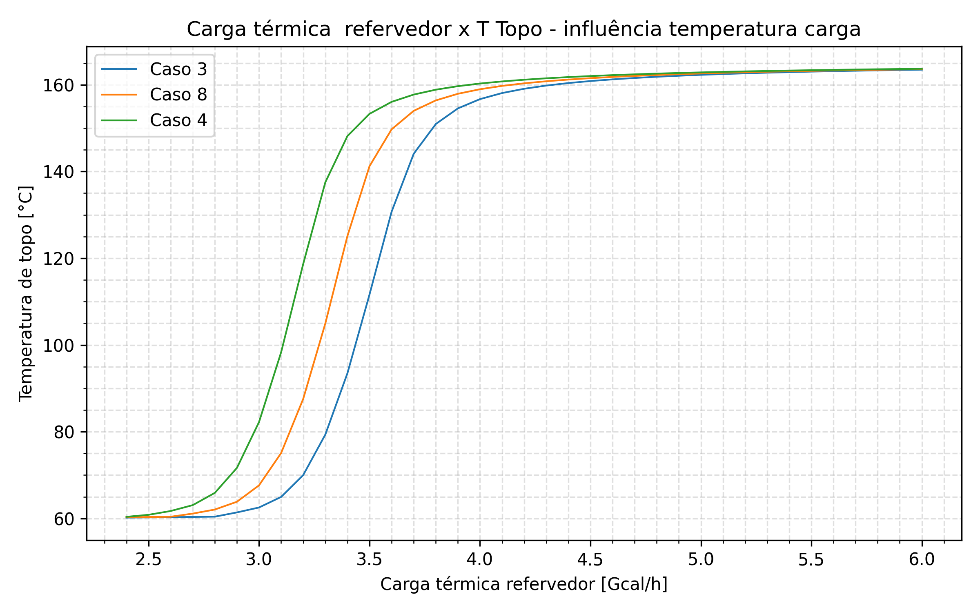 Carga térmica  refervedor x T Topo - influência temperatura carga
Caso 3
Caso 8
Caso 4
Temperatura de topo [°C]
160
140
120
100
80
60
2.5 3.0 3.5 4.0 4.5 5.0 5.5 6.0
Carga térmica refervedor [Gcal/h]